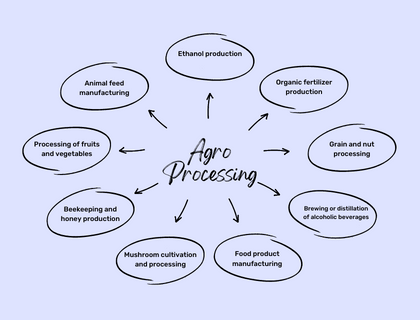 Ethanol production
Animal feed
manufacturing
Organic fertilizer
production
Processing of fruits
and vegetables
Agro
Processing
Grain and nut
processing
Beekeeping and
honey production
Brewing or distillation
of alcoholic beverages
Mushroom cultivation
and processing
Food product
manufacturing